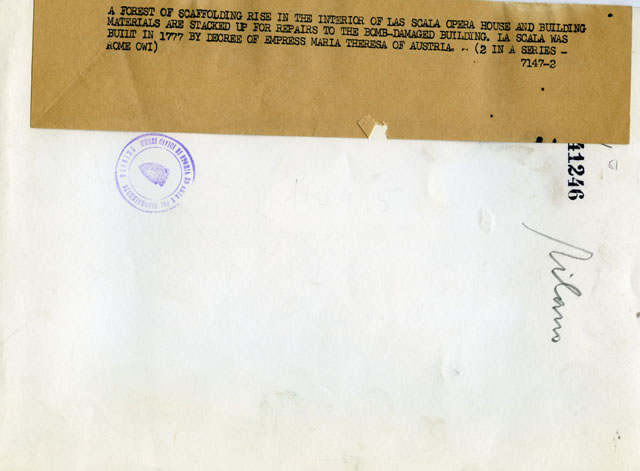 A FOREST OF SCAFFOLDING RISE IN THE INTERIOR OF LAS SCALA OPERA HOUSE AND BUILDING
MATERIALS ARE STACKED UP FOR REPAIRS TO THE BOMB-DAMAGED BUILDING. LA SCALA WAS
BUILT IN 1777 BY DECREE OF EMPRESS MARIA THERESA OF AUSTRIA. - (2 IN A SERIES -
ROME OWI)
7147-2
41246
Milano